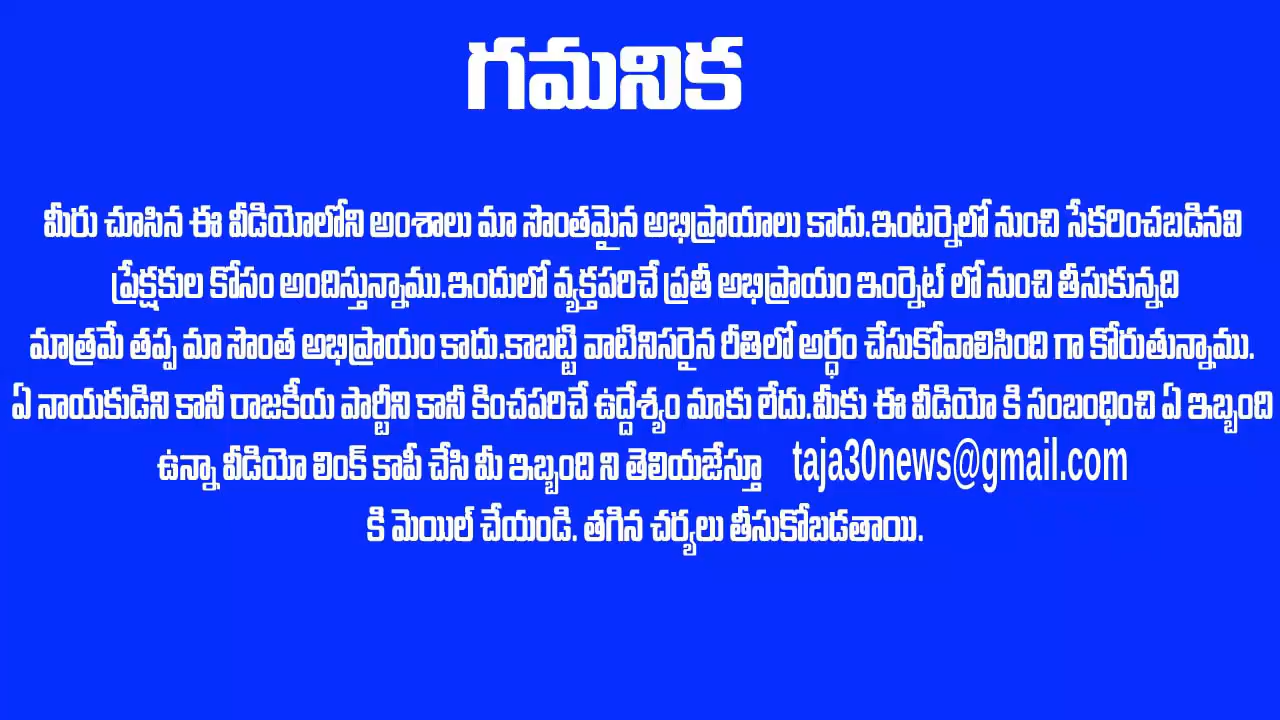 గమనిక
మీరు చూసిన ఈ వీడియోలోని అంశాలు మా సొంతమైన అభిప్రాయాలు కాదు.ఇంటర్నెలో నుంచి సేకరించబడినవి
ప్రేక్షకుల కోసం అందిస్తున్నాము.ఇందులో వ్యక్తపరిచే ప్రతీ అభిప్రాయం ఇంర్నెట్ లో నుంచి తీసుకున్నది
మాత్రమే తప్ప మా సొంత అభిప్రాయం కాదు.కాబట్టి వాటినిసరైన రీతిలో అర్ధం చేసుకోవాలిసింది గా కోరుతున్నాము.
ఏ నాయకుడిని కానీ రాజకీయ పార్టీని కానీ కించపరిచే ఉద్దేశ్యం మాకు లేదు.మీకు ఈ వీడియో కి సంబంధించి ఏ ఇబ్బంది
ఉన్నా వీడియో లింక్ కాపీ చేసి మీ ఇబ్బంది ని తెలియజేస్తూ taja30news@gmail.com
కి మెయిల్ చేయండి. తగిన చర్యలు తీసుకోబడతాయి.